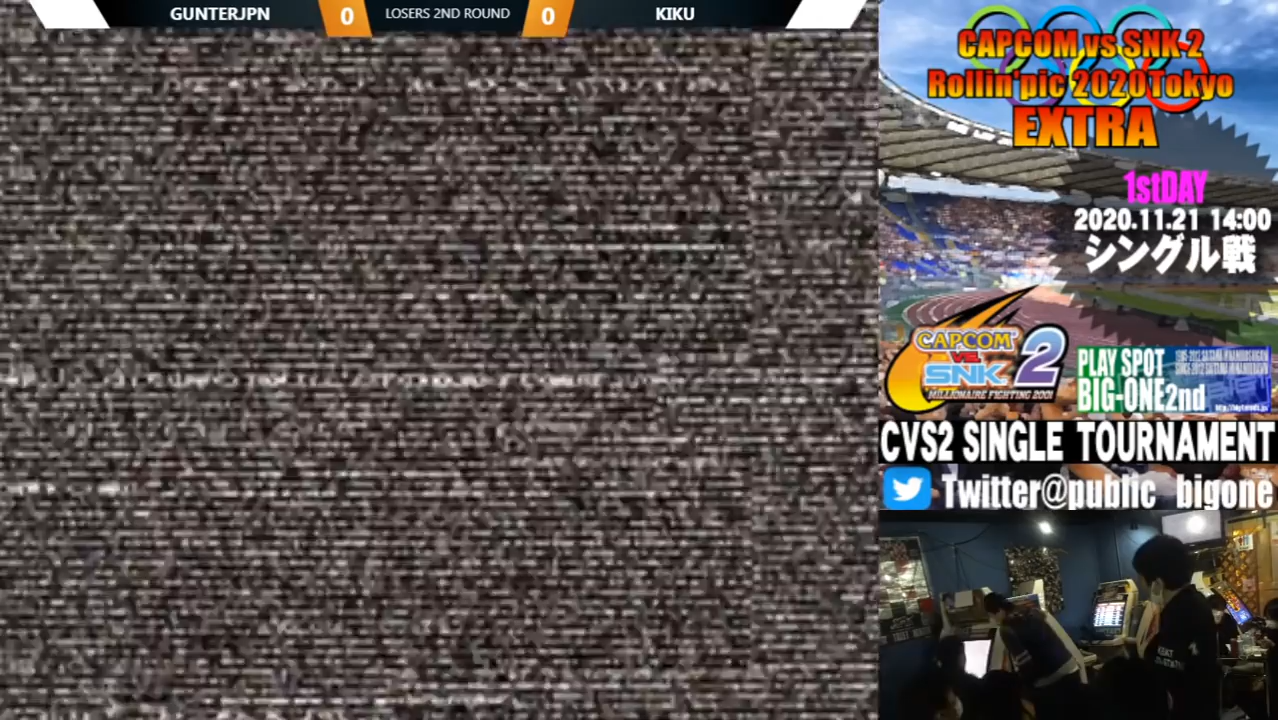 GUNTERJPN 0 LOSERS 2ND ROUND 0 KIKU
CAPCOM vs SNK 2
Rollin'pic 2020Tokyo
EXTRA
1stDAY
2020.11.21 14:00
シングル戦
CAPCOM
VS.
SNK 2
MILLIONAIRE FIGHTING 2001
PLAY SPOT
BIG-ONE2nd
CVS2 SINGLE TOURNAMENT
Twitter@public_bigone